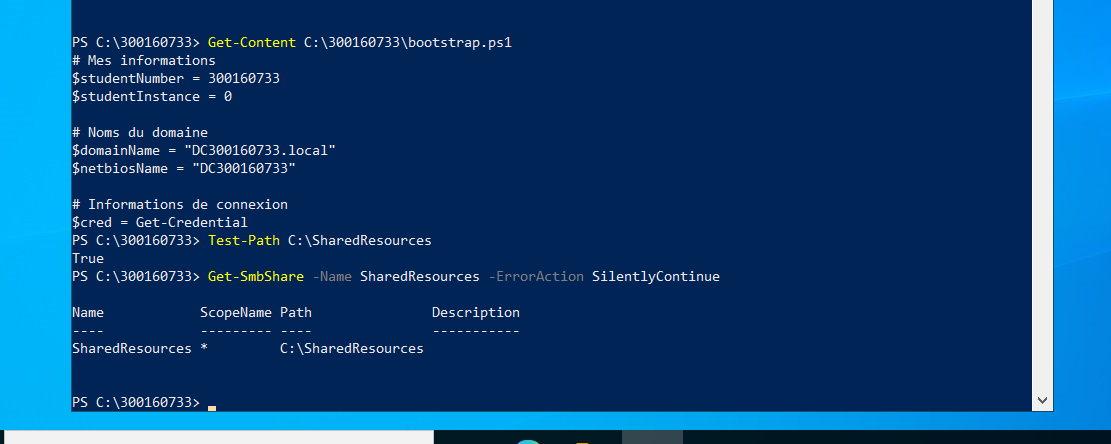 PS C:\300160733> Get-Content C:\300160733\bootstrap.ps1
# Mes informations
$studentNumber = 300160733
$studentInstance = 0
# Noms du domaine
$domainName = "DC300160733.local"
$netbiosName = "DC300160733"
# Informations de connexion
$cred = Get-Credential
PS C:\300160733> Test-Path C:\SharedResources
True
PS C:\300160733> Get-SmbShare -Name SharedResources -ErrorAction SilentlyContinue
Name            ScopeName Path               Description
----            --------- ----               -----------
SharedResources *         C:\SharedResources
PS C:\300160733>